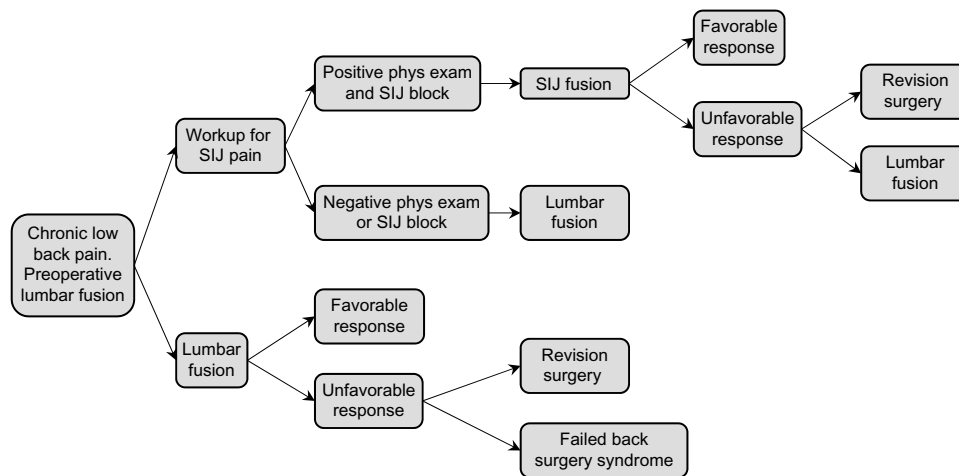 Favorable
response
Positive phys exam
and SIJ block
SIJ fusion
Revision
surgery
Unfavorable
response
Workup for
SIJ pain
Lumbar
fusion
Negative phys exam
or SIJ block
Lumbar
fusion
Chronic low
back pain.
Preoperative
lumbar fusion
Favorable
response
Lumbar
fusion
Revision
surgery
Unfavorable
response
Failed back
surgery syndrome